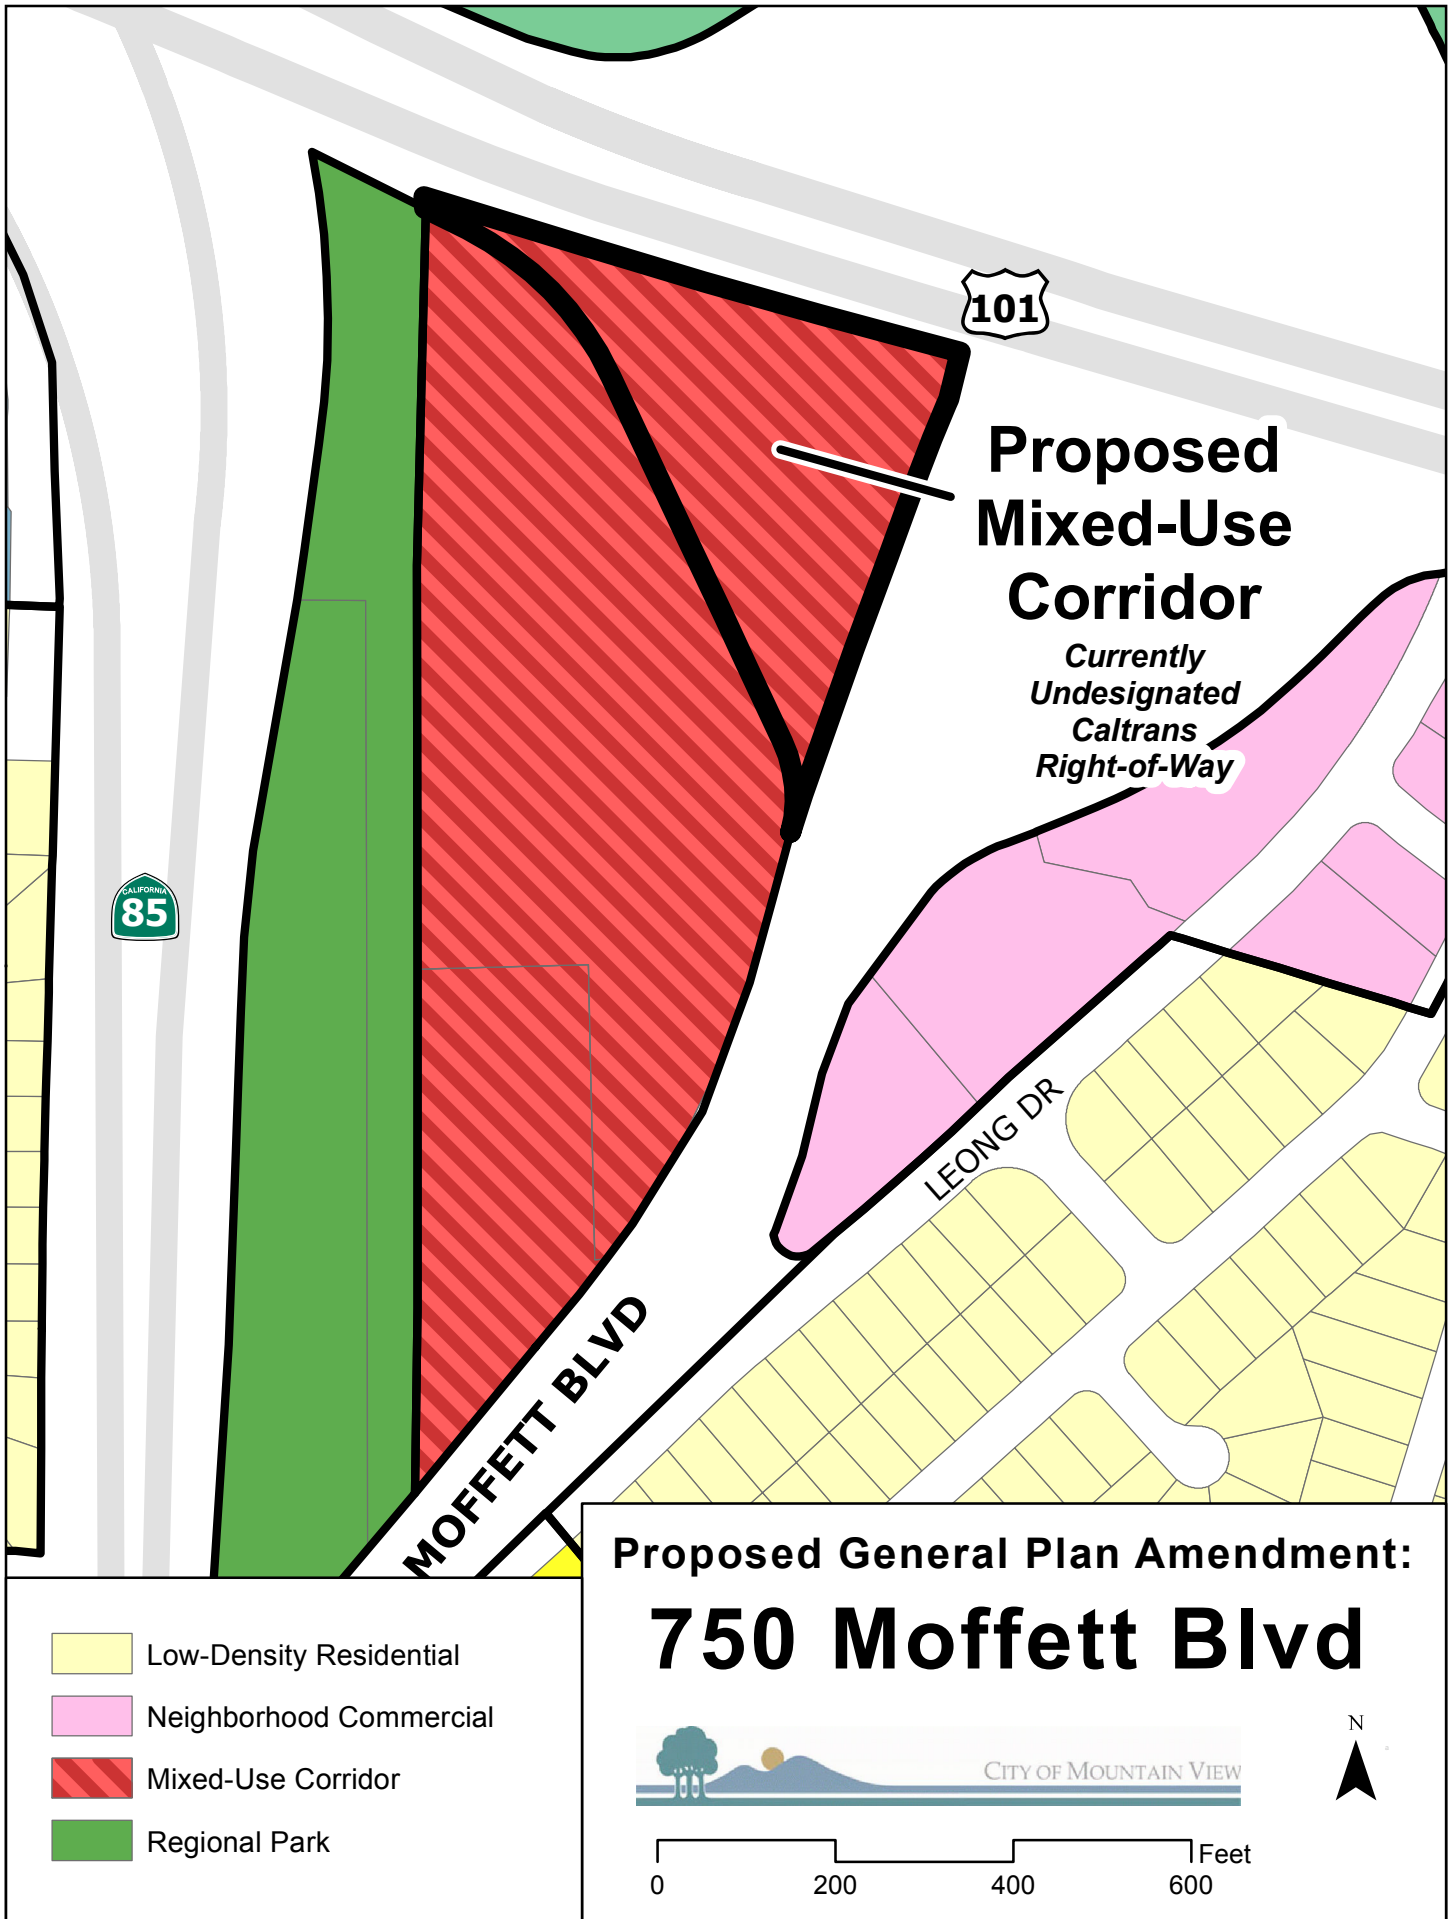 101
Proposed
Mixed-Use
Corridor
Currently
Undesignated
Caltrans
Right-of-Way
CALIFORNIA
85
LEONG DR
MOFFETT BLVD
Proposed General Plan Amendment:
750 Moffett Blvd
Low-Density Residential
Neighborhood Commercial
Mixed-Use Corridor
Regional Park
CITY OF MOUNTAIN VIEW
N
Feet
0 200 400 600